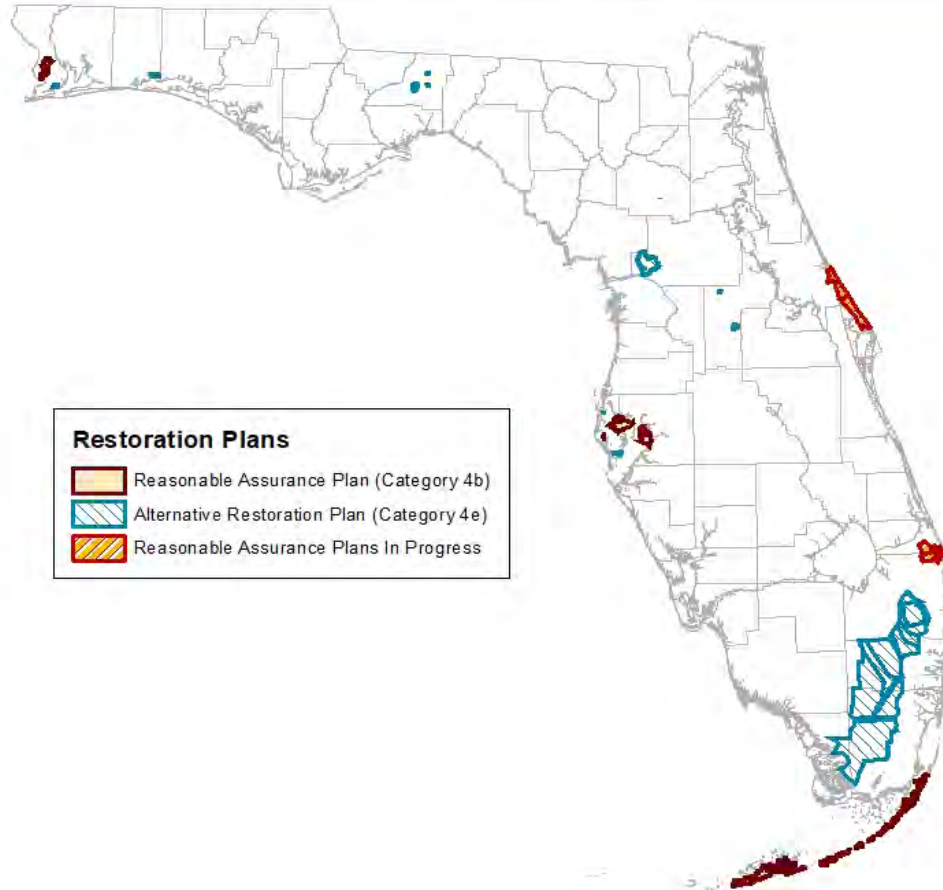 Restoration Plans
Reasonable Assurance Plan (Category 4b)
Alternative Restoration Plan (Category 4e)
Reasonable Assurance Plans In Progress